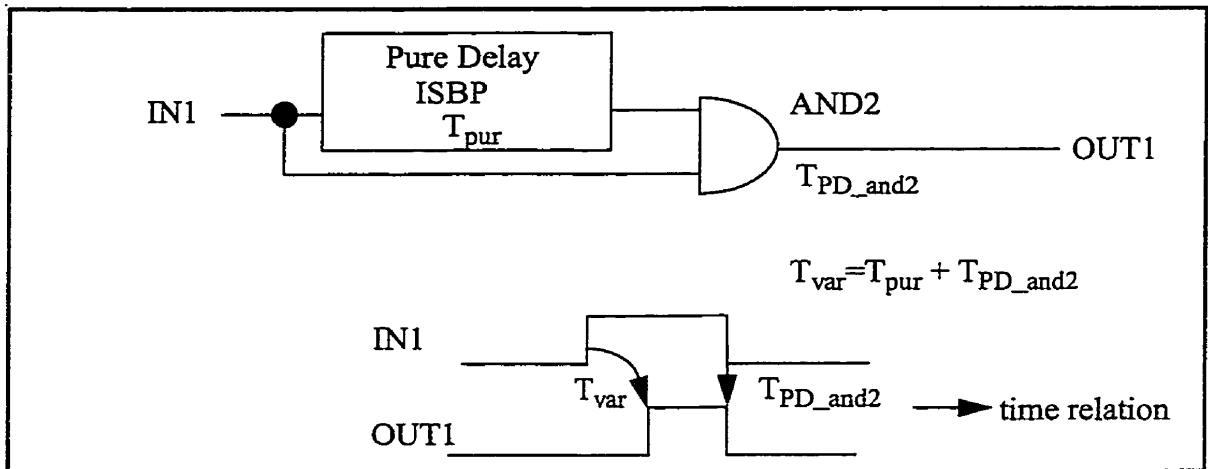 Pure Delay
ISBP
T_pur
IN1
AND2
OUT1
T_PD_and2
T_var=T_pur + T_PD_and2
IN1
T_var
T_PD_and2
time relation
OUT1